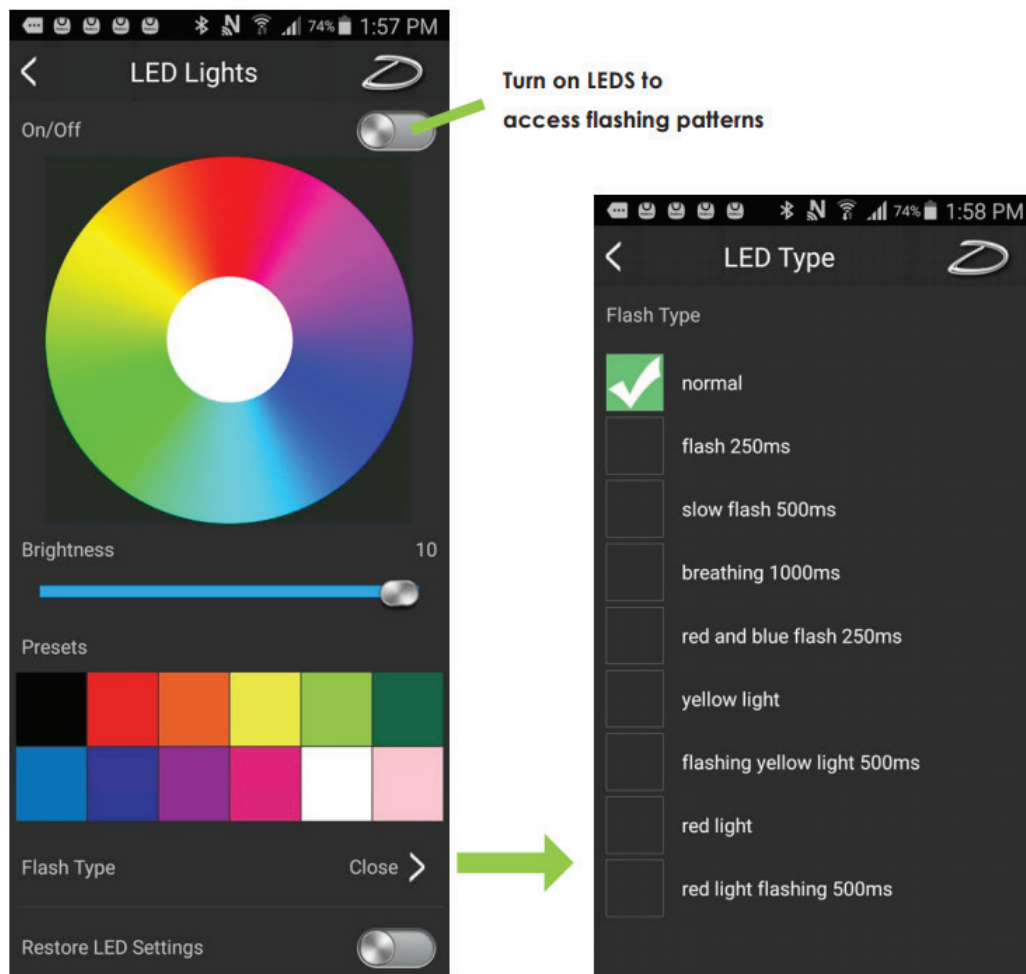 74% 1:57 PM
LED Lights
On/Off
Turn on LEDS to
access flashing patterns
Brightness 10
Presets
Flash Type Close
Restore LED Settings
74% 1:58 PM
LED Type
Flash Type
normal
flash 250ms
slow flash 500ms
breathing 1000ms
red and blue flash 250ms
yellow light
flashing yellow light 500ms
red light
red light flashing 500ms